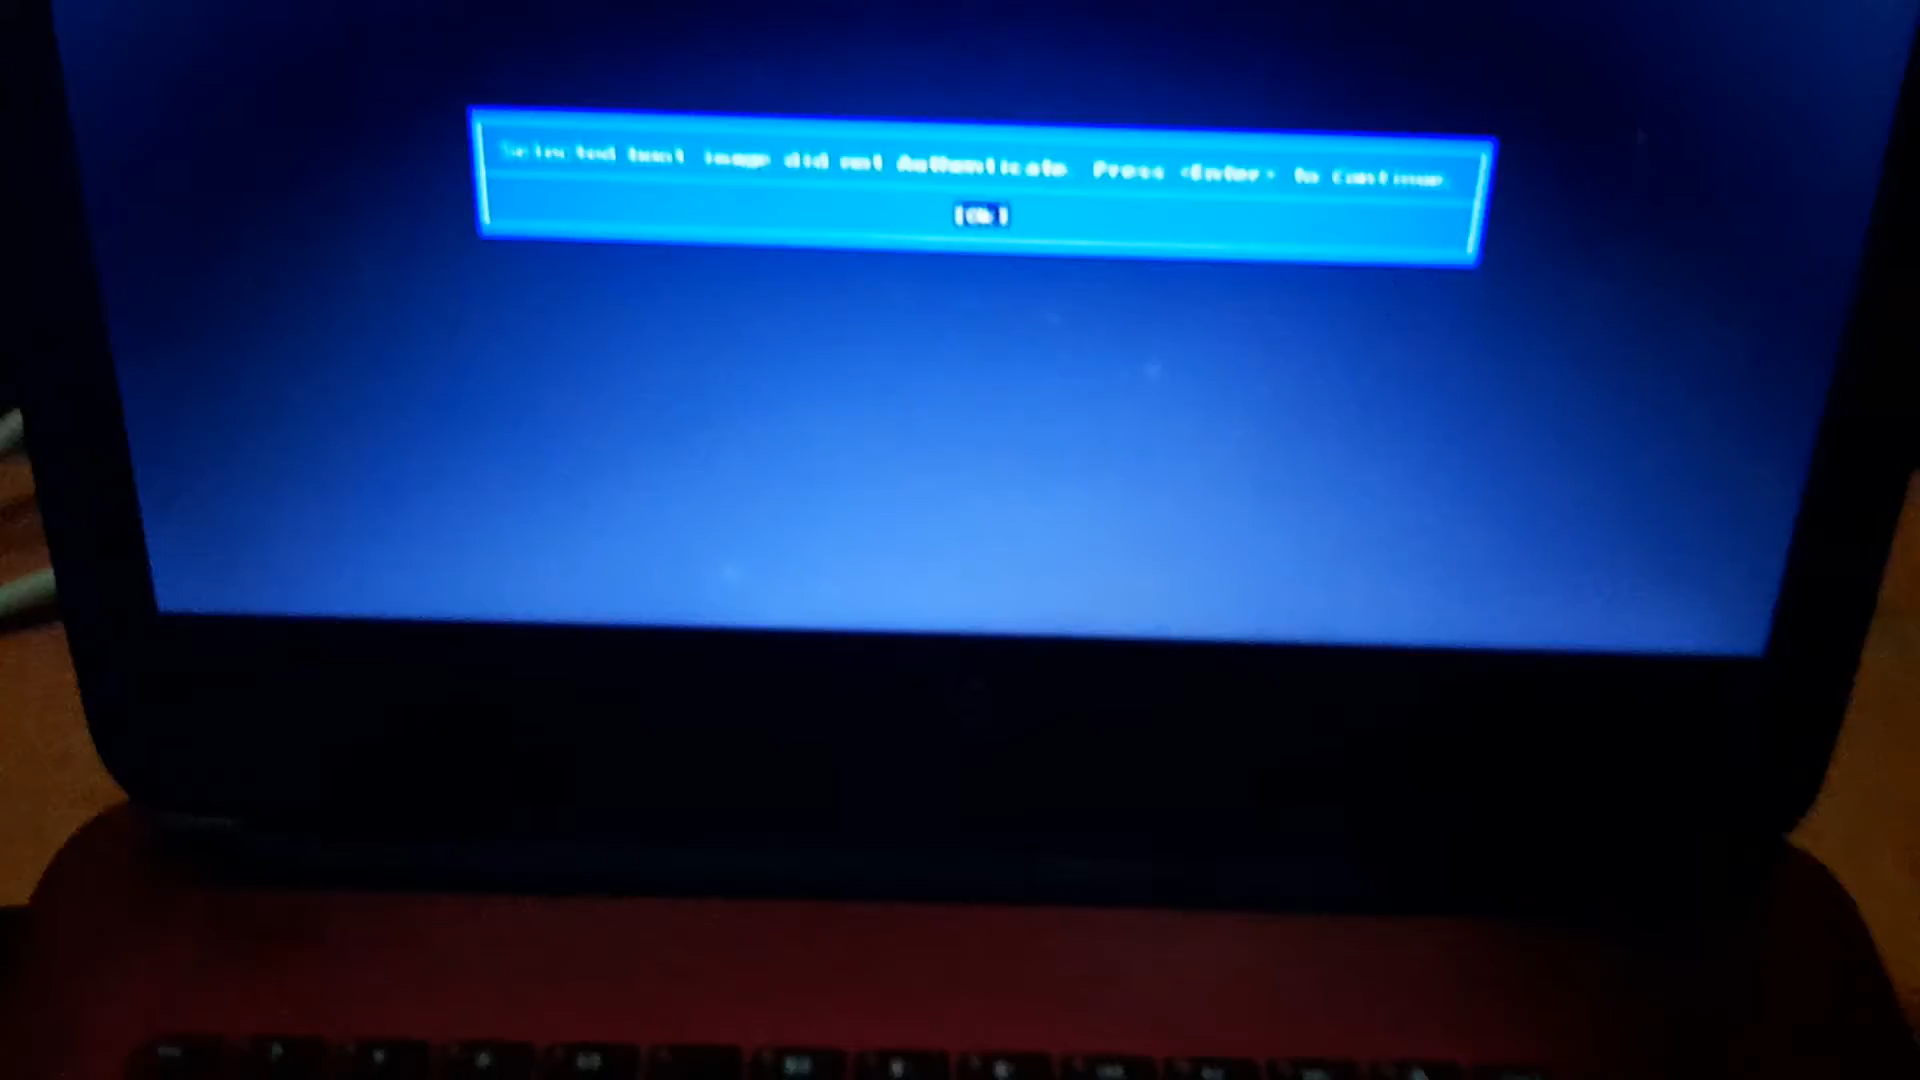 Selected boot image did not Authenticate. Press <Enter> to Continue.
[Ok]